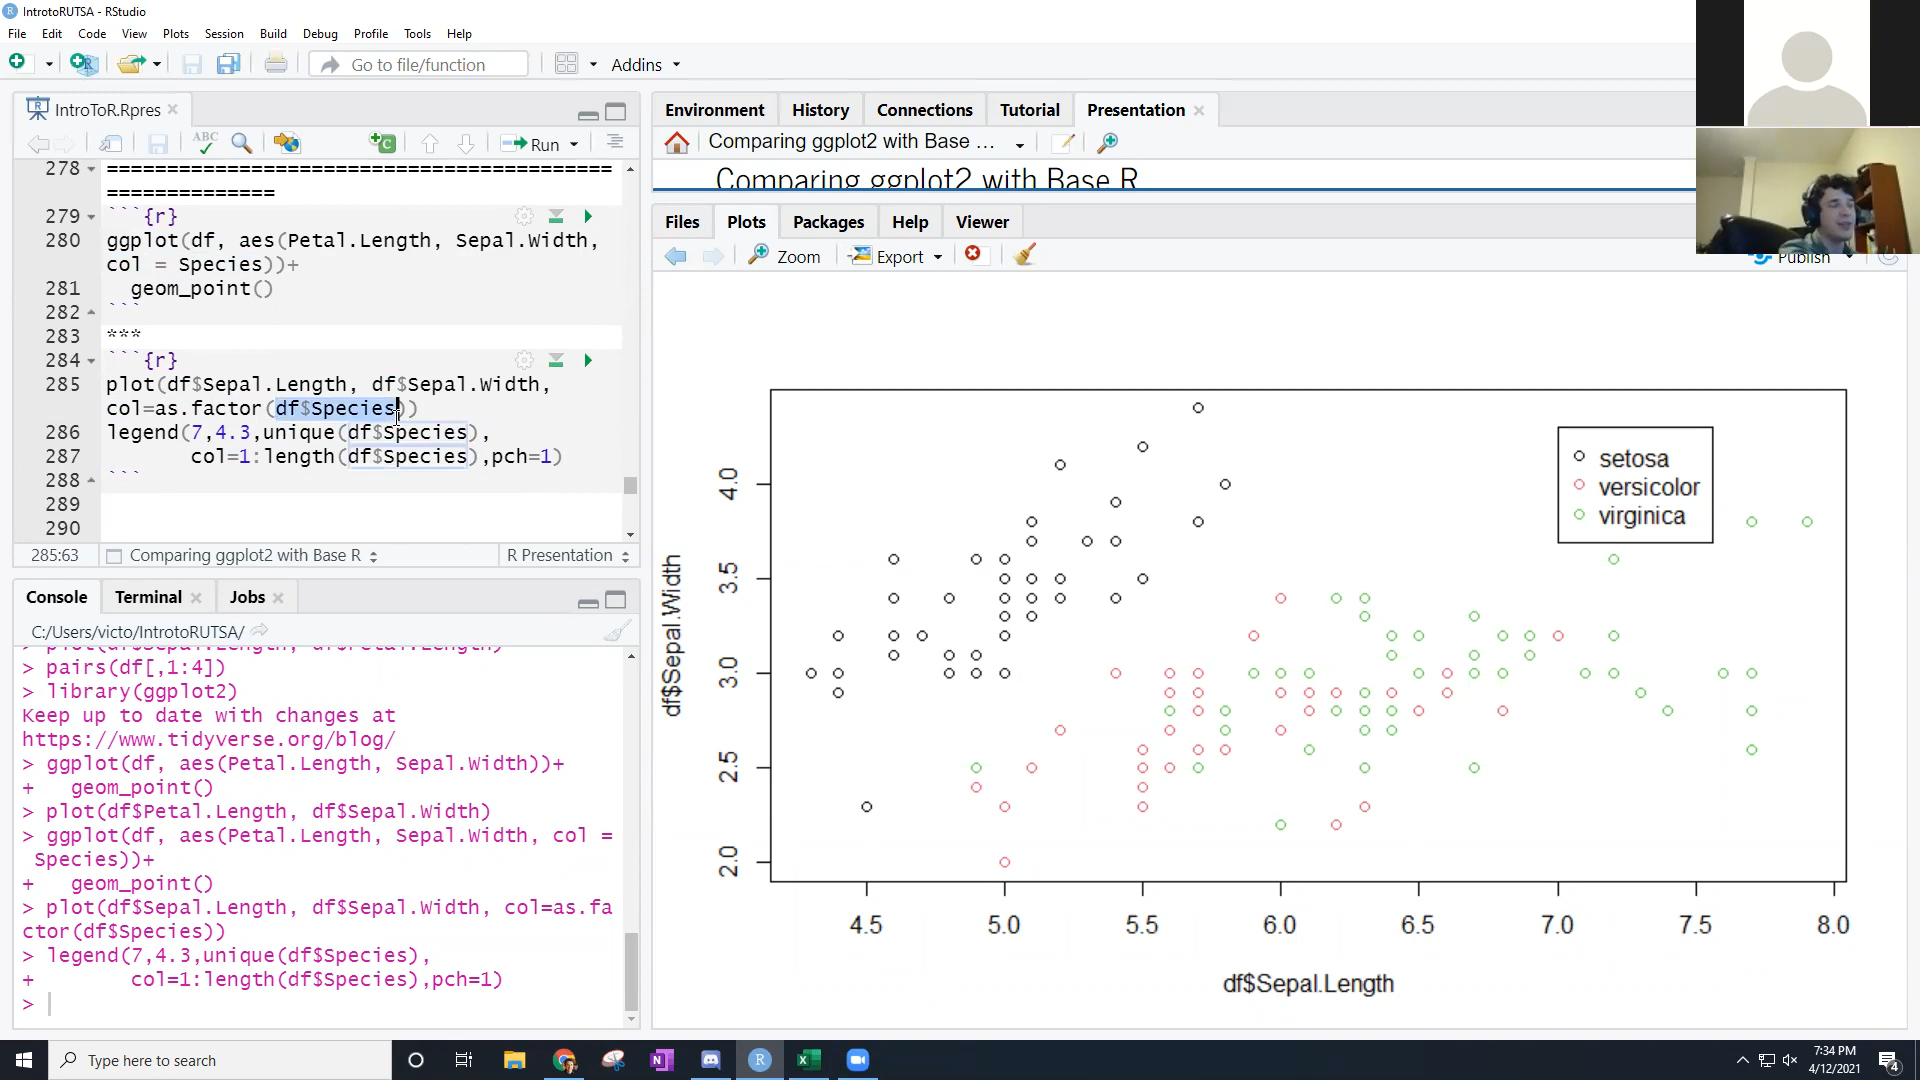 IntrotoRUTSA - RStudio
File Edit Code View Plots Session Build Debug Profile Tools Help
Go to file/function
Addins
IntroToR.Rpres
ABC
Run
278 ==========================================
==============
279 ```{r}
280 ggplot(df, aes(Petal.Length, Sepal.Width,
col = Species))+
281 geom_point()
282 ```
283 ***
284 ```{r}
285 plot(df$Sepal.Length, df$Sepal.Width,
col=as.factor(df$Species))
286 legend(7,4.3,unique(df$Species),
287 col=1:length(df$Species),pch=1)
288 ```
289
290
285:63 Comparing ggplot2 with Base R R Presentation
Console Terminal Jobs
C:/Users/victo/IntrotoRUTSA/
> plot(df$Sepal.Length, df$Petal.Length)
> pairs(df[,1:4])
> library(ggplot2)
Keep up to date with changes at
https://www.tidyverse.org/blog/
> ggplot(df, aes(Petal.Length, Sepal.Width))+
+ geom_point()
> plot(df$Petal.Length, df$Sepal.Width)
> ggplot(df, aes(Petal.Length, Sepal.Width, col =
Species))+
+ geom_point()
> plot(df$Sepal.Length, df$Sepal.Width, col=as.fa
ctor(df$Species))
> legend(7,4.3,unique(df$Species),
+ col=1:length(df$Species),pch=1)
>
Environment History Connections Tutorial Presentation
Comparing ggplot2 with Base ...
Comparing ggplot2 with Base R
Files Plots Packages Help Viewer
Zoom Export Publish
setosa
versicolor
virginica
df$Sepal.Width
4.0
3.5
3.0
2.5
2.0
4.5 5.0 5.5 6.0 6.5 7.0 7.5 8.0
df$Sepal.Length
Type here to search
7:34 PM
4/12/2021
4